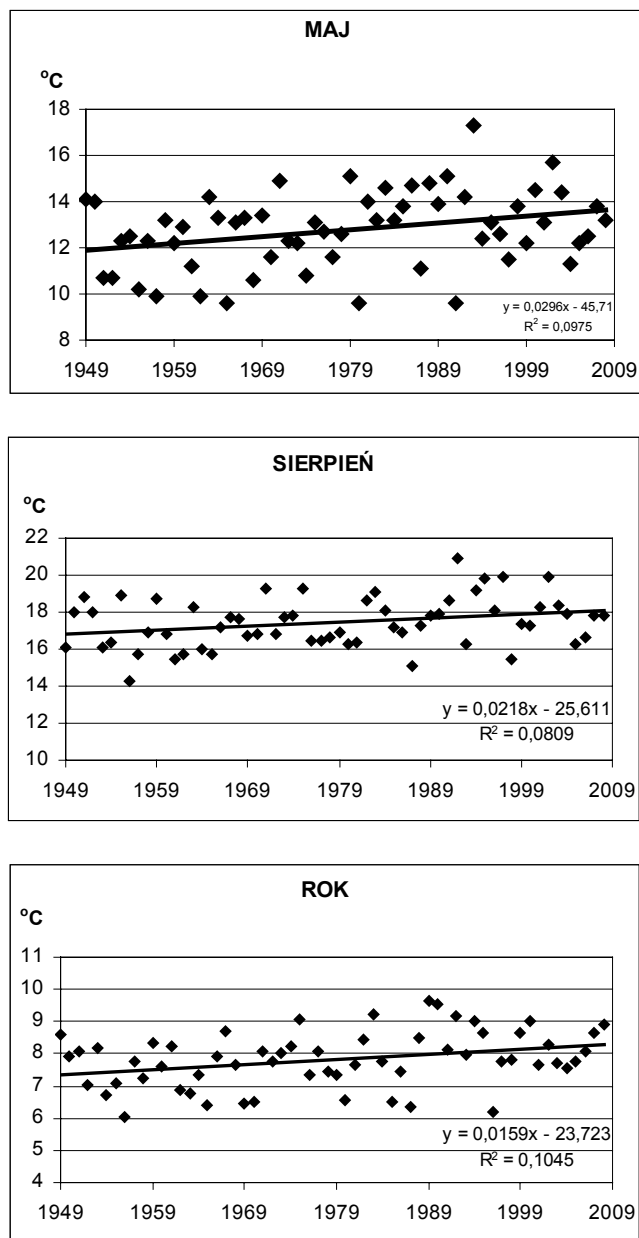 MAJ
°C
18
16
14
12
10
8
y = 0,0296x - 45,71
R² = 0,0975
1949 1959 1969 1979 1989 1999 2009
SIERPIEŃ
°C
22
20
18
16
14
12
10
y = 0,0218x - 25,611
R² = 0,0809
1949 1959 1969 1979 1989 1999 2009
ROK
°C
11
10
9
8
7
6
5
4
y = 0,0159x - 23,723
R² = 0,1045
1949 1959 1969 1979 1989 1999 2009